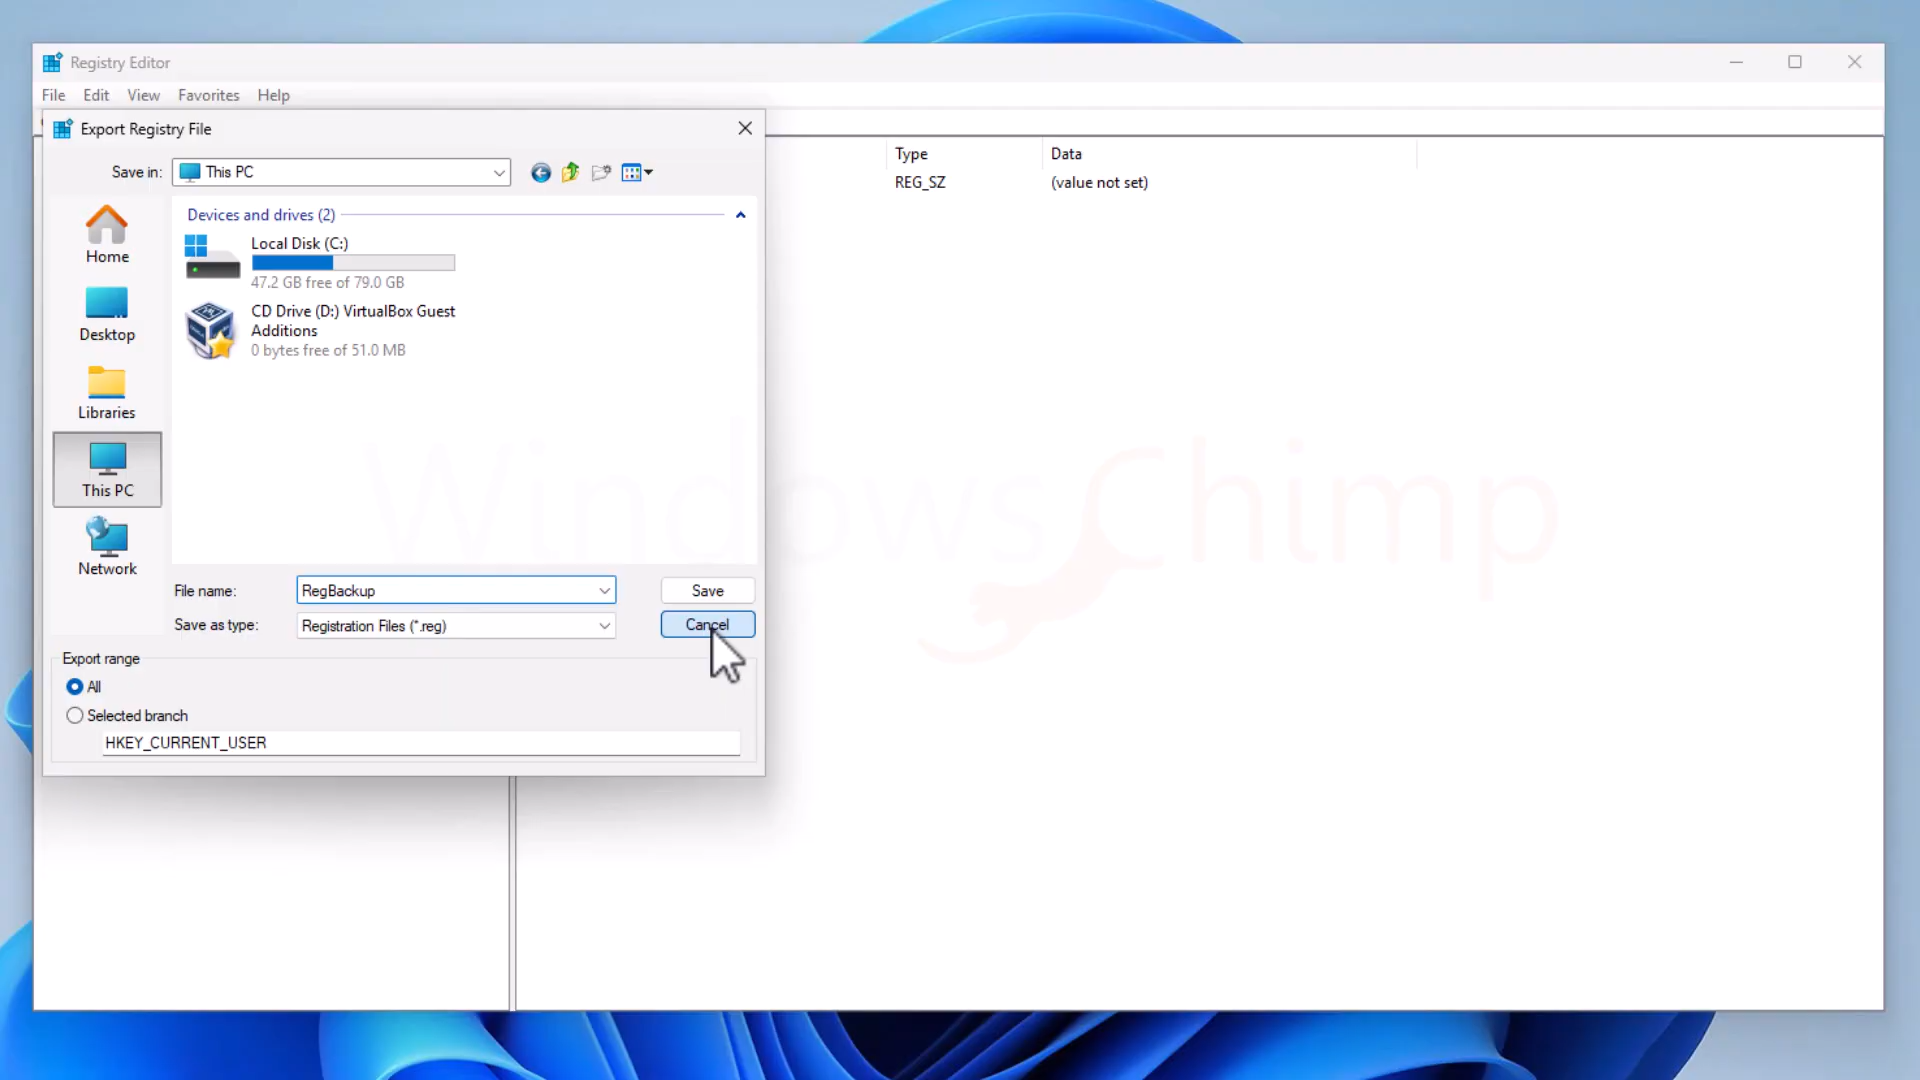 Registry Editor
File Edit View Favorites Help
Export Registry File
Save in: This PC
Type Data
REG_SZ (value not set)
Devices and drives (2)
Home
Local Disk (C:)
47.2 GB free of 79.0 GB
CD Drive (D:) VirtualBox Guest
Additions
0 bytes free of 51.0 MB
Desktop
Libraries
This PC
Network
Windows Chimp
File name: RegBackup Save
Save as type: Registration Files (*.reg) Cancel
Export range
All
Selected branch
HKEY_CURRENT_USER